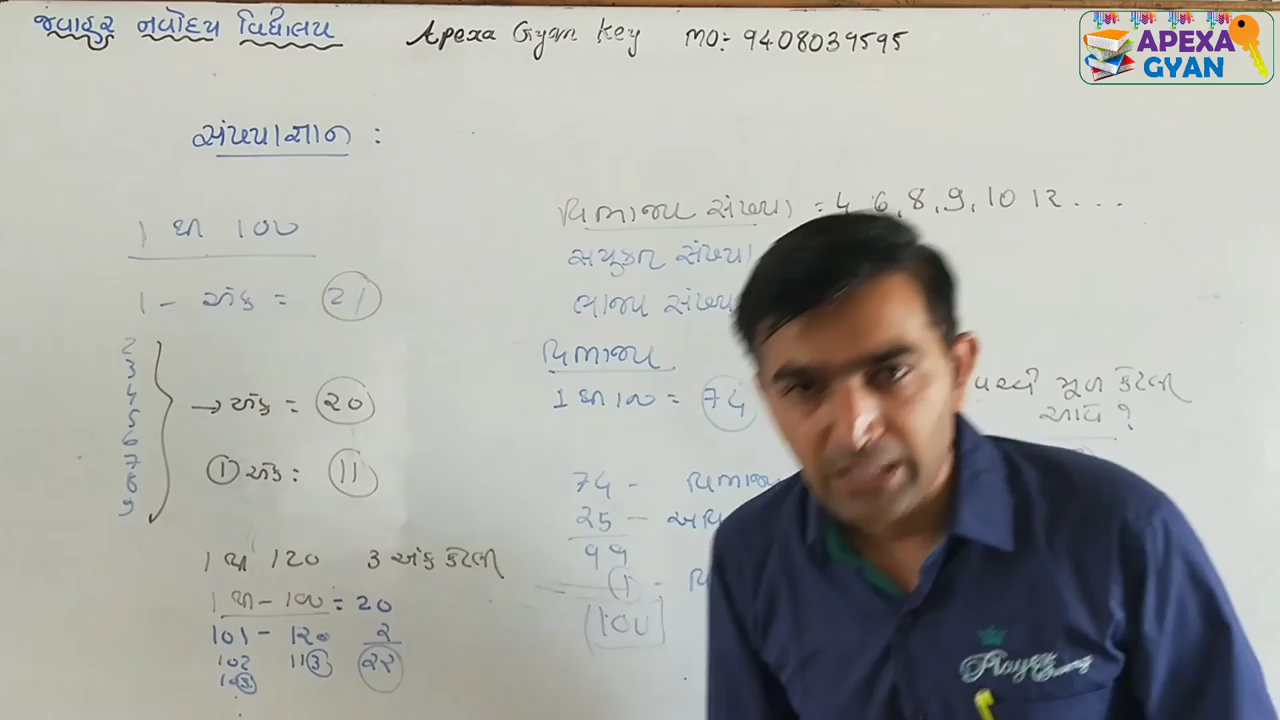 જવાહર નવોદય વિદ્યાલય Apexa Gyan Key MO: 9408039595
APEXA
GYAN
સંખ્યાજ્ઞાન :
1 થી 100
1 - અંક = 21
2
3
4
5
6
7
8
9
→ અંક = 20
① અંક : 11
1 થી 120 3 અંક કેટલી
1 થી - 100 = 20
101 - 120 2
102 113 22
103
વિભાજ્ય સંખ્યા = 4, 6, 8, 9, 10 12 ...
સંખ્યા
ભાજ્ય
વિભાજ્ય
1 થી 100 = 74
મૂળ કેટલી
આવે ?
74 -
25 -
99
1 -
100